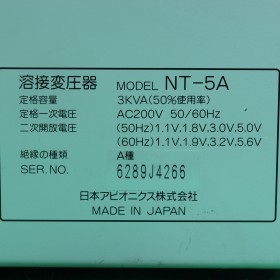 溶接変圧器 MODEL NT-5A
定格容量 3KVA(50%使用率)
定格一次電圧 AC200V 50/60Hz
二次開放電圧 (50Hz)1.1V.1.8V.3.0V.5.0V
(60Hz)1.1V.1.9V.3.2V.5.6V
絶縁の種類 A種
SER.NO. 6289J4266
日本アビオニクス株式会社
MADE IN JAPAN